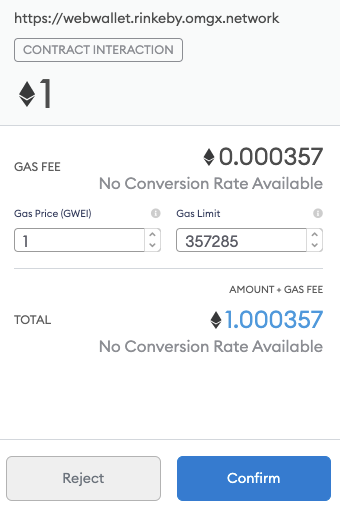 https://webwallet.rinkeby.omgx.network
CONTRACT INTERACTION
1
GAS FEE
0.000357
No Conversion Rate Available
Gas Price (GWEI)
Gas Limit
1
357285
AMOUNT + GAS FEE
TOTAL
1.000357
No Conversion Rate Available
Reject
Confirm